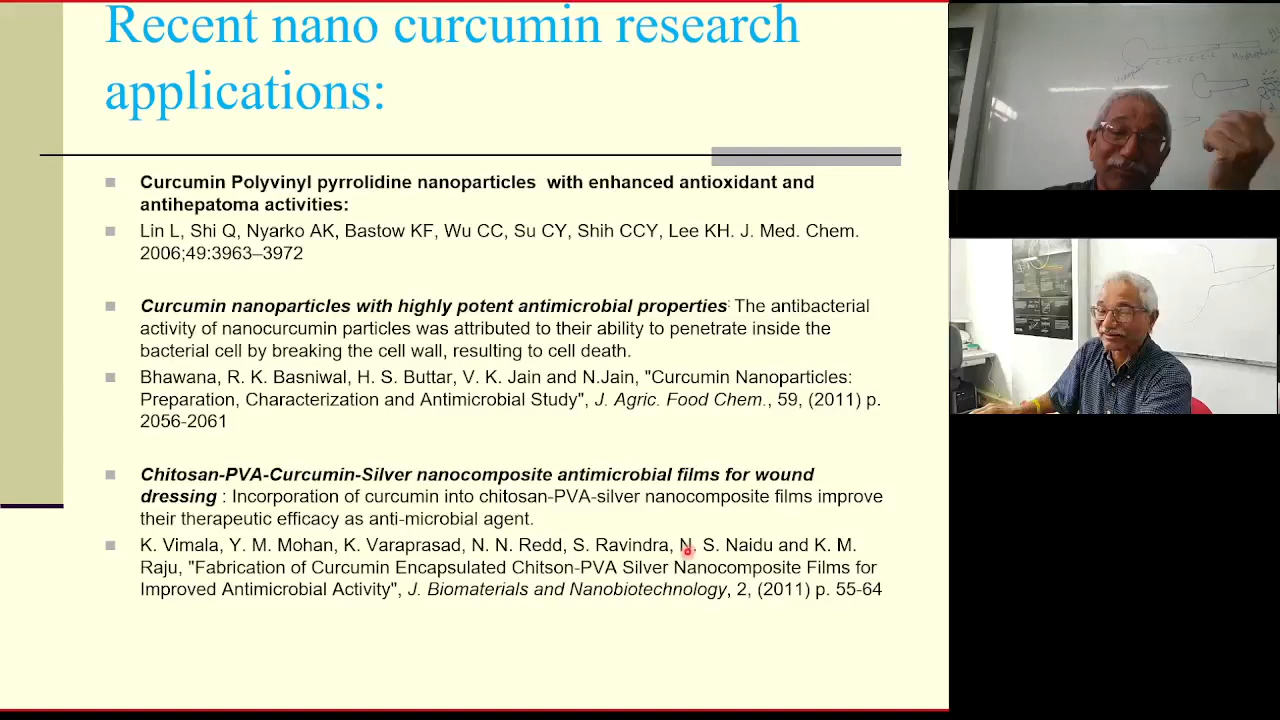 Recent nano curcumin research
applications:
Curcumin Polyvinyl pyrrolidine nanoparticles with enhanced antioxidant and
antihepatoma activities:
Lin L, Shi Q, Nyarko AK, Bastow KF, Wu CC, Su CY, Shih CCY, Lee KH. J. Med. Chem.
2006;49:3963–3972
Curcumin nanoparticles with highly potent antimicrobial properties: The antibacterial
activity of nanocurcumin particles was attributed to their ability to penetrate inside the
bacterial cell by breaking the cell wall, resulting to cell death.
Bhawana, R. K. Basniwal, H. S. Buttar, V. K. Jain and N.Jain, "Curcumin Nanoparticles:
Preparation, Characterization and Antimicrobial Study", J. Agric. Food Chem., 59, (2011) p.
2056-2061
Chitosan-PVA-Curcumin-Silver nanocomposite antimicrobial films for wound
dressing : Incorporation of curcumin into chitosan-PVA-silver nanocomposite films improve
their therapeutic efficacy as anti-microbial agent.
K. Vimala, Y. M. Mohan, K. Varaprasad, N. N. Redd, S. Ravindra, N. S. Naidu and K. M.
Raju, "Fabrication of Curcumin Encapsulated Chitson-PVA Silver Nanocomposite Films for
Improved Antimicrobial Activity", J. Biomaterials and Nanobiotechnology, 2, (2011) p. 55-64